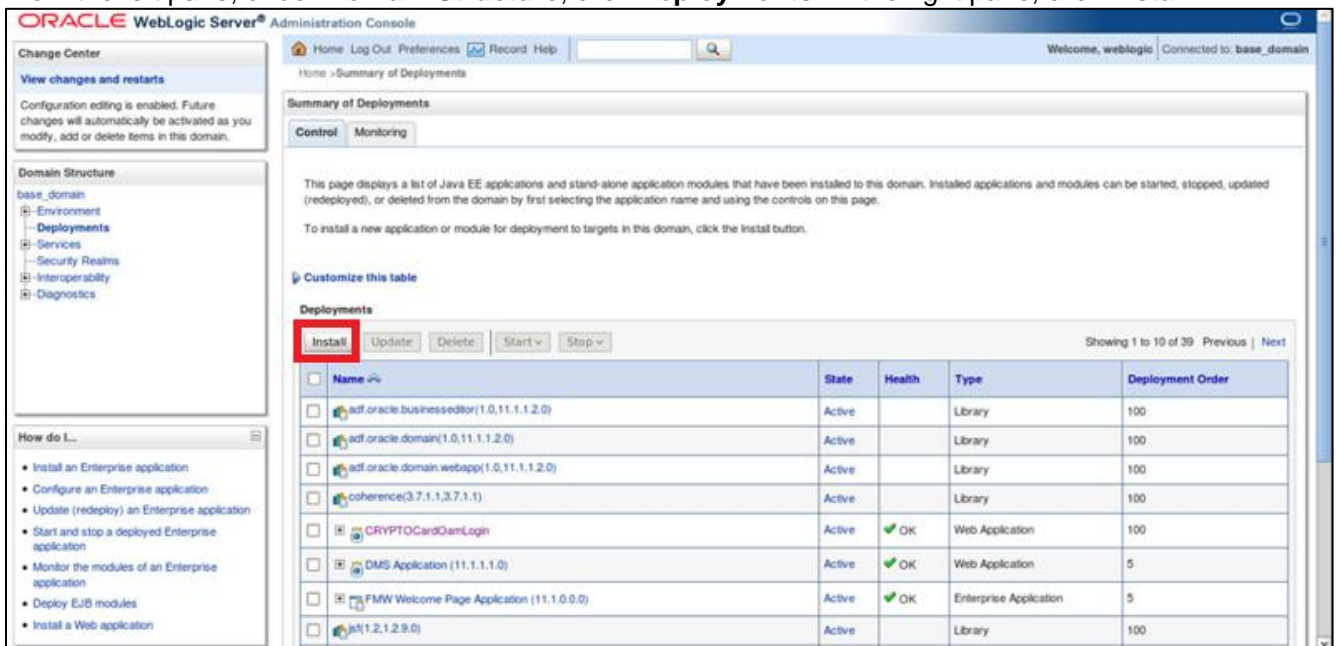 ORACLE WebLogic Server® Administration Console
Change Center
View changes and restarts
Configuration editing is enabled. Future
changes will automatically be activated as you
modify, add or delete items in this domain.
Domain Structure
base_domain
Environment
Deployments
Services
Security Realms
Interoperability
Diagnostics
How do I...
Install an Enterprise application
Configure an Enterprise application
Update (redeploy) an Enterprise application
Start and stop a deployed Enterprise
application
Monitor the modules of an Enterprise
application
Deploy EJB modules
Install a Web application
Home Log Out Preferences Record Help
Welcome, weblogic Connected to: base_domain
Home >Summary of Deployments
Summary of Deployments
Control Monitoring
This page displays a list of Java EE applications and stand-alone application modules that have been installed to this domain. Installed applications and modules can be started, stopped, updated
(redeployed), or deleted from the domain by first selecting the application name and using the controls on this page.
To install a new application or module for deployment to targets in this domain, click the Install button.
Customize this table
Deployments
Install Update Delete Start Stop
Showing 1 to 10 of 39 Previous | Next
Name State Health Type Deployment Order
adf.oracle.businesseditor(1.0,11.1.1.2.0) Active Library 100
adf.oracle.domain(1.0,11.1.1.2.0) Active Library 100
adf.oracle.domain.webapp(1.0,11.1.1.2.0) Active Library 100
coherence(3.7.1.1,3.7.1.1) Active Library 100
CRYPTOCardOamLogin Active OK Web Application 100
DMS Application (11.1.1.1.0) Active OK Web Application 5
FMW Welcome Page Application (11.1.0.0.0) Active OK Enterprise Application 5
jsf(1.2,1.2.9.0) Active Library 100